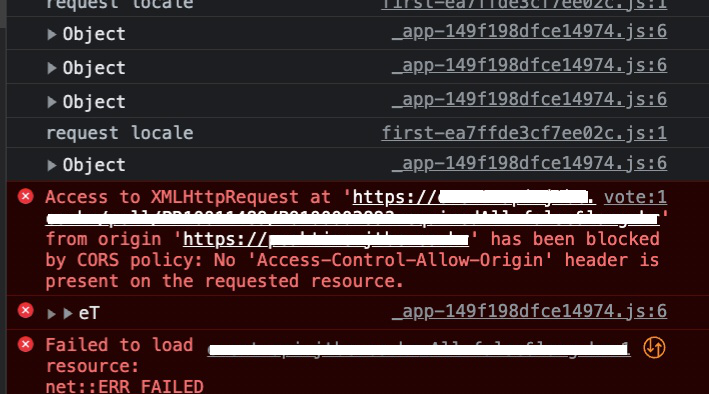 request locale first-ea7ffde3cf7ee02c.js:1
Object _app-149f198dfce14974.js:6
Object _app-149f198dfce14974.js:6
Object _app-149f198dfce14974.js:6
request locale first-ea7ffde3cf7ee02c.js:1
Object _app-149f198dfce14974.js:6
Access to XMLHttpRequest at 'https:// vote:1
from origin 'https:// ' has been blocked
by CORS policy: No 'Access-Control-Allow-Origin' header is
present on the requested resource.
eT _app-149f198dfce14974.js:6
Failed to load
resource:
net::ERR_FAILED